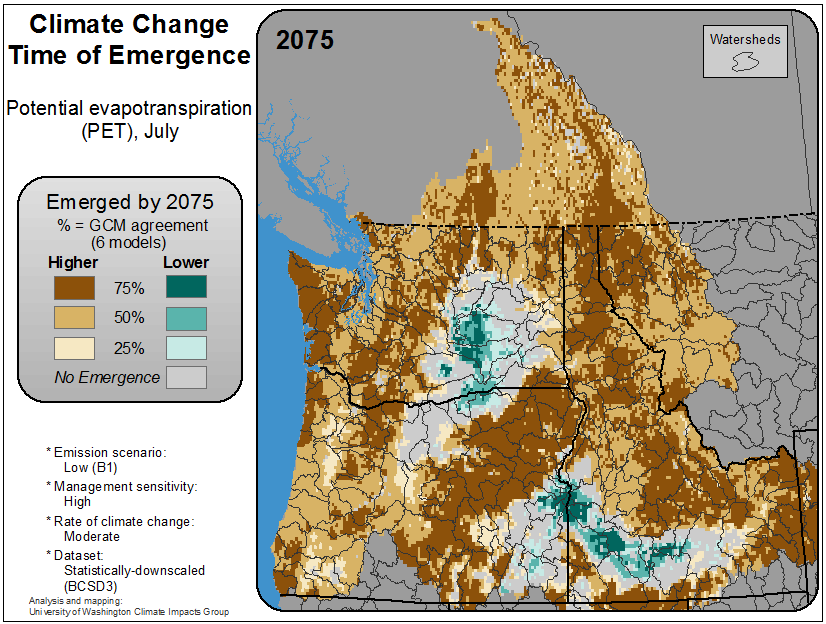 Climate Change
Time of Emergence
Potential evapotranspiration
(PET), July
Emerged by 2075
% = GCM agreement
(6 models)
Higher Lower
75%
50%
25%
No Emergence
* Emission scenario:
Low (B1)
* Management sensitivity:
High
* Rate of climate change:
Moderate
* Dataset:
Statistically-downscaled
(BCSD3)
Analysis and mapping:
University of Washington Climate Impacts Group
2075
Watersheds